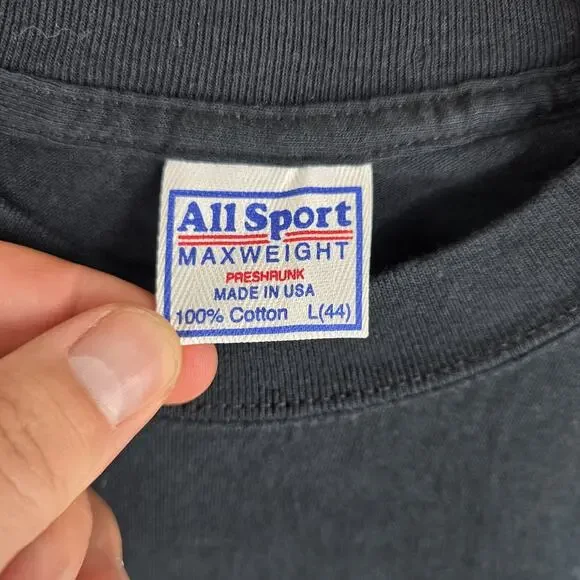 All Sport
MAXWEIGHT
PRESHRUNK
MADE IN USA
100% Cotton L(44)